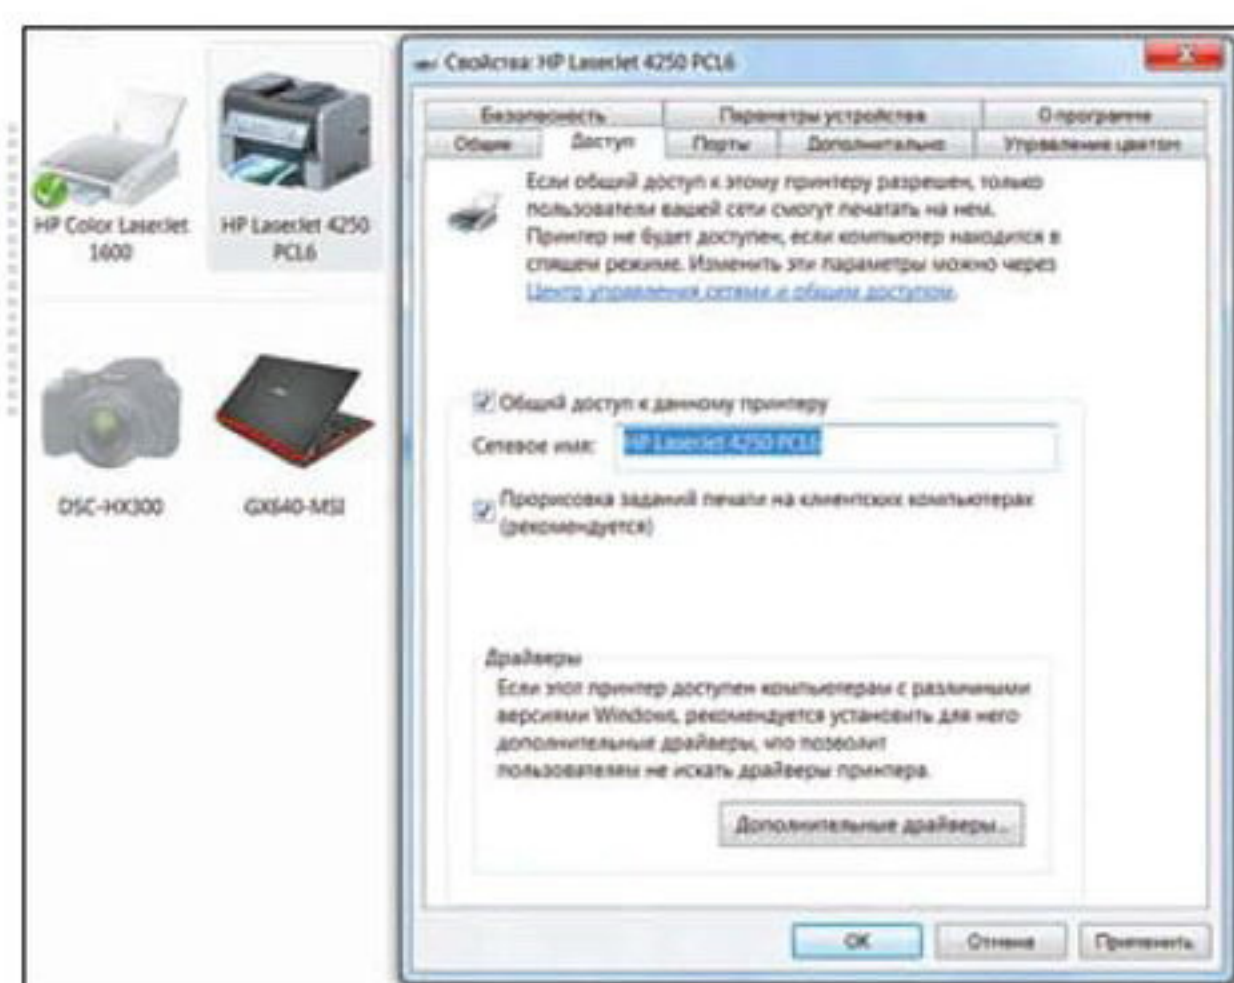 HP Color LaserJet
1600
HP LaserJet 4250
PCL6
DSC-HX300
GX640-MSI
Свойства: HP LaserJet 4250 PCL6
Безопасность
Параметры устройства
О программе
Общие
Доступ
Порты
Дополнительно
Управление цветом
Если общий доступ к этому принтеру разрешен, только
пользователи вашей сети смогут печатать на нем.
Принтер не будет доступен, если компьютер находится в
спящем режиме. Изменить эти параметры можно через
Центр управления сетями и общим доступом.
Общий доступ к данному принтеру
Сетевое имя:
HP LaserJet 4250 PCL6
Прорисовка заданий печати на клиентских компьютерах
(рекомендуется)
Драйверы
Если этот принтер доступен компьютерам с различными
версиями Windows, рекомендуется установить для него
дополнительные драйверы, что позволит
пользователям не искать драйверы принтера.
Дополнительные драйверы...
ОК
Отмена
Применить